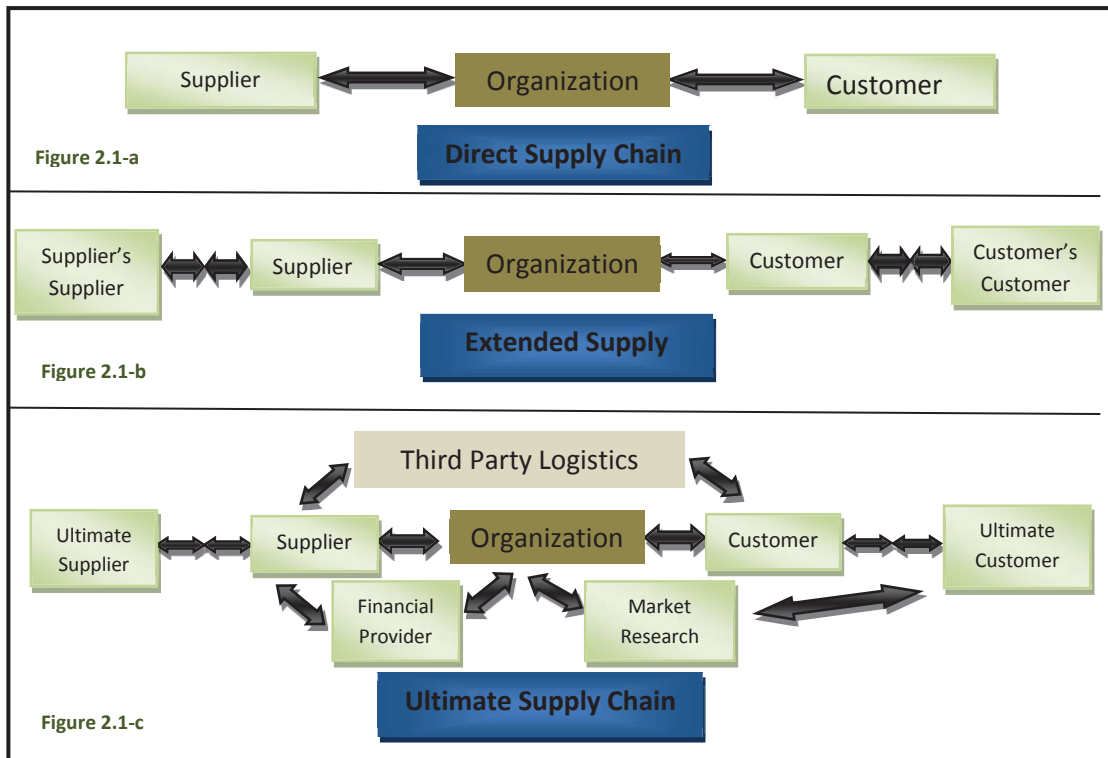 Supplier
Organization
Customer
Direct Supply Chain
Figure 2.1-a
Supplier’s
Supplier
Supplier
Organization
Customer
Customer’s
Customer
Extended Supply
Figure 2.1-b
Third Party Logistics
Ultimate
Supplier
Supplier
Organization
Customer
Ultimate
Customer
Financial
Provider
Market
Research
Ultimate Supply Chain
Figure 2.1-c